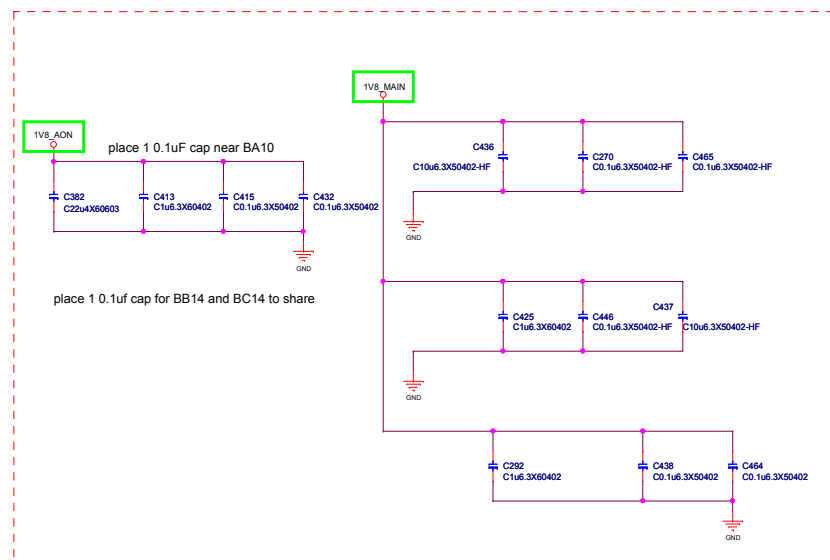 1V8_MAIN
1V8_AON
place 1 0.1uF cap near BA10
C436
C10u6.3X50402-HF
C270
C0.1u6.3X50402-HF
C465
C0.1u6.3X50402-HF
C382
C22u4X60603
C413
C1u6.3X60402
C415
C0.1u6.3X50402
C432
C0.1u6.3X50402
GND
GND
place 1 0.1uf cap for BB14 and BC14 to share
C425
C1u6.3X60402
C446
C0.1u6.3X50402-HF
C437
C10u6.3X50402-HF
GND
C292
C1u6.3X60402
C438
C0.1u6.3X50402
C464
C0.1u6.3X50402
GND